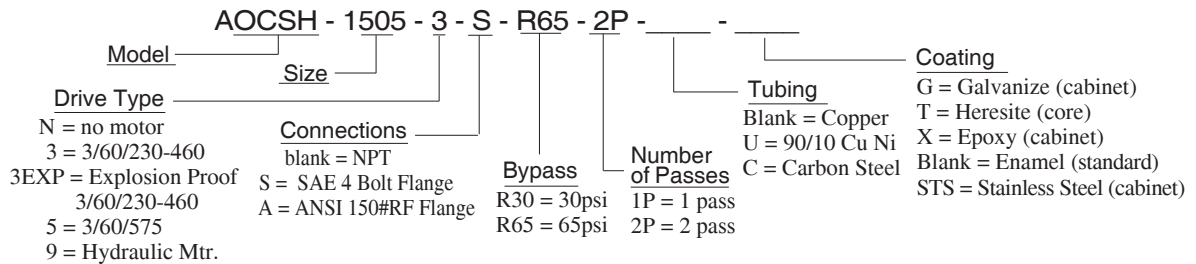 AOCSH - 1505 - 3 - S - R65 - 2P - ____ - ____
Model
Size
Drive Type
N = no motor
3 = 3/60/230-460
3EXP = Explosion Proof
3/60/230-460
5 = 3/60/575
9 = Hydraulic Mtr.
Connections
blank = NPT
S = SAE 4 Bolt Flange
A = ANSI 150#RF Flange
Bypass
R30 = 30psi
R65 = 65psi
Number
of Passes
1P = 1 pass
2P = 2 pass
Tubing
Blank = Copper
U = 90/10 Cu Ni
C = Carbon Steel
Coating
G = Galvanize (cabinet)
T = Heresite (core)
X = Epoxy (cabinet)
Blank = Enamel (standard)
STS = Stainless Steel (cabinet)